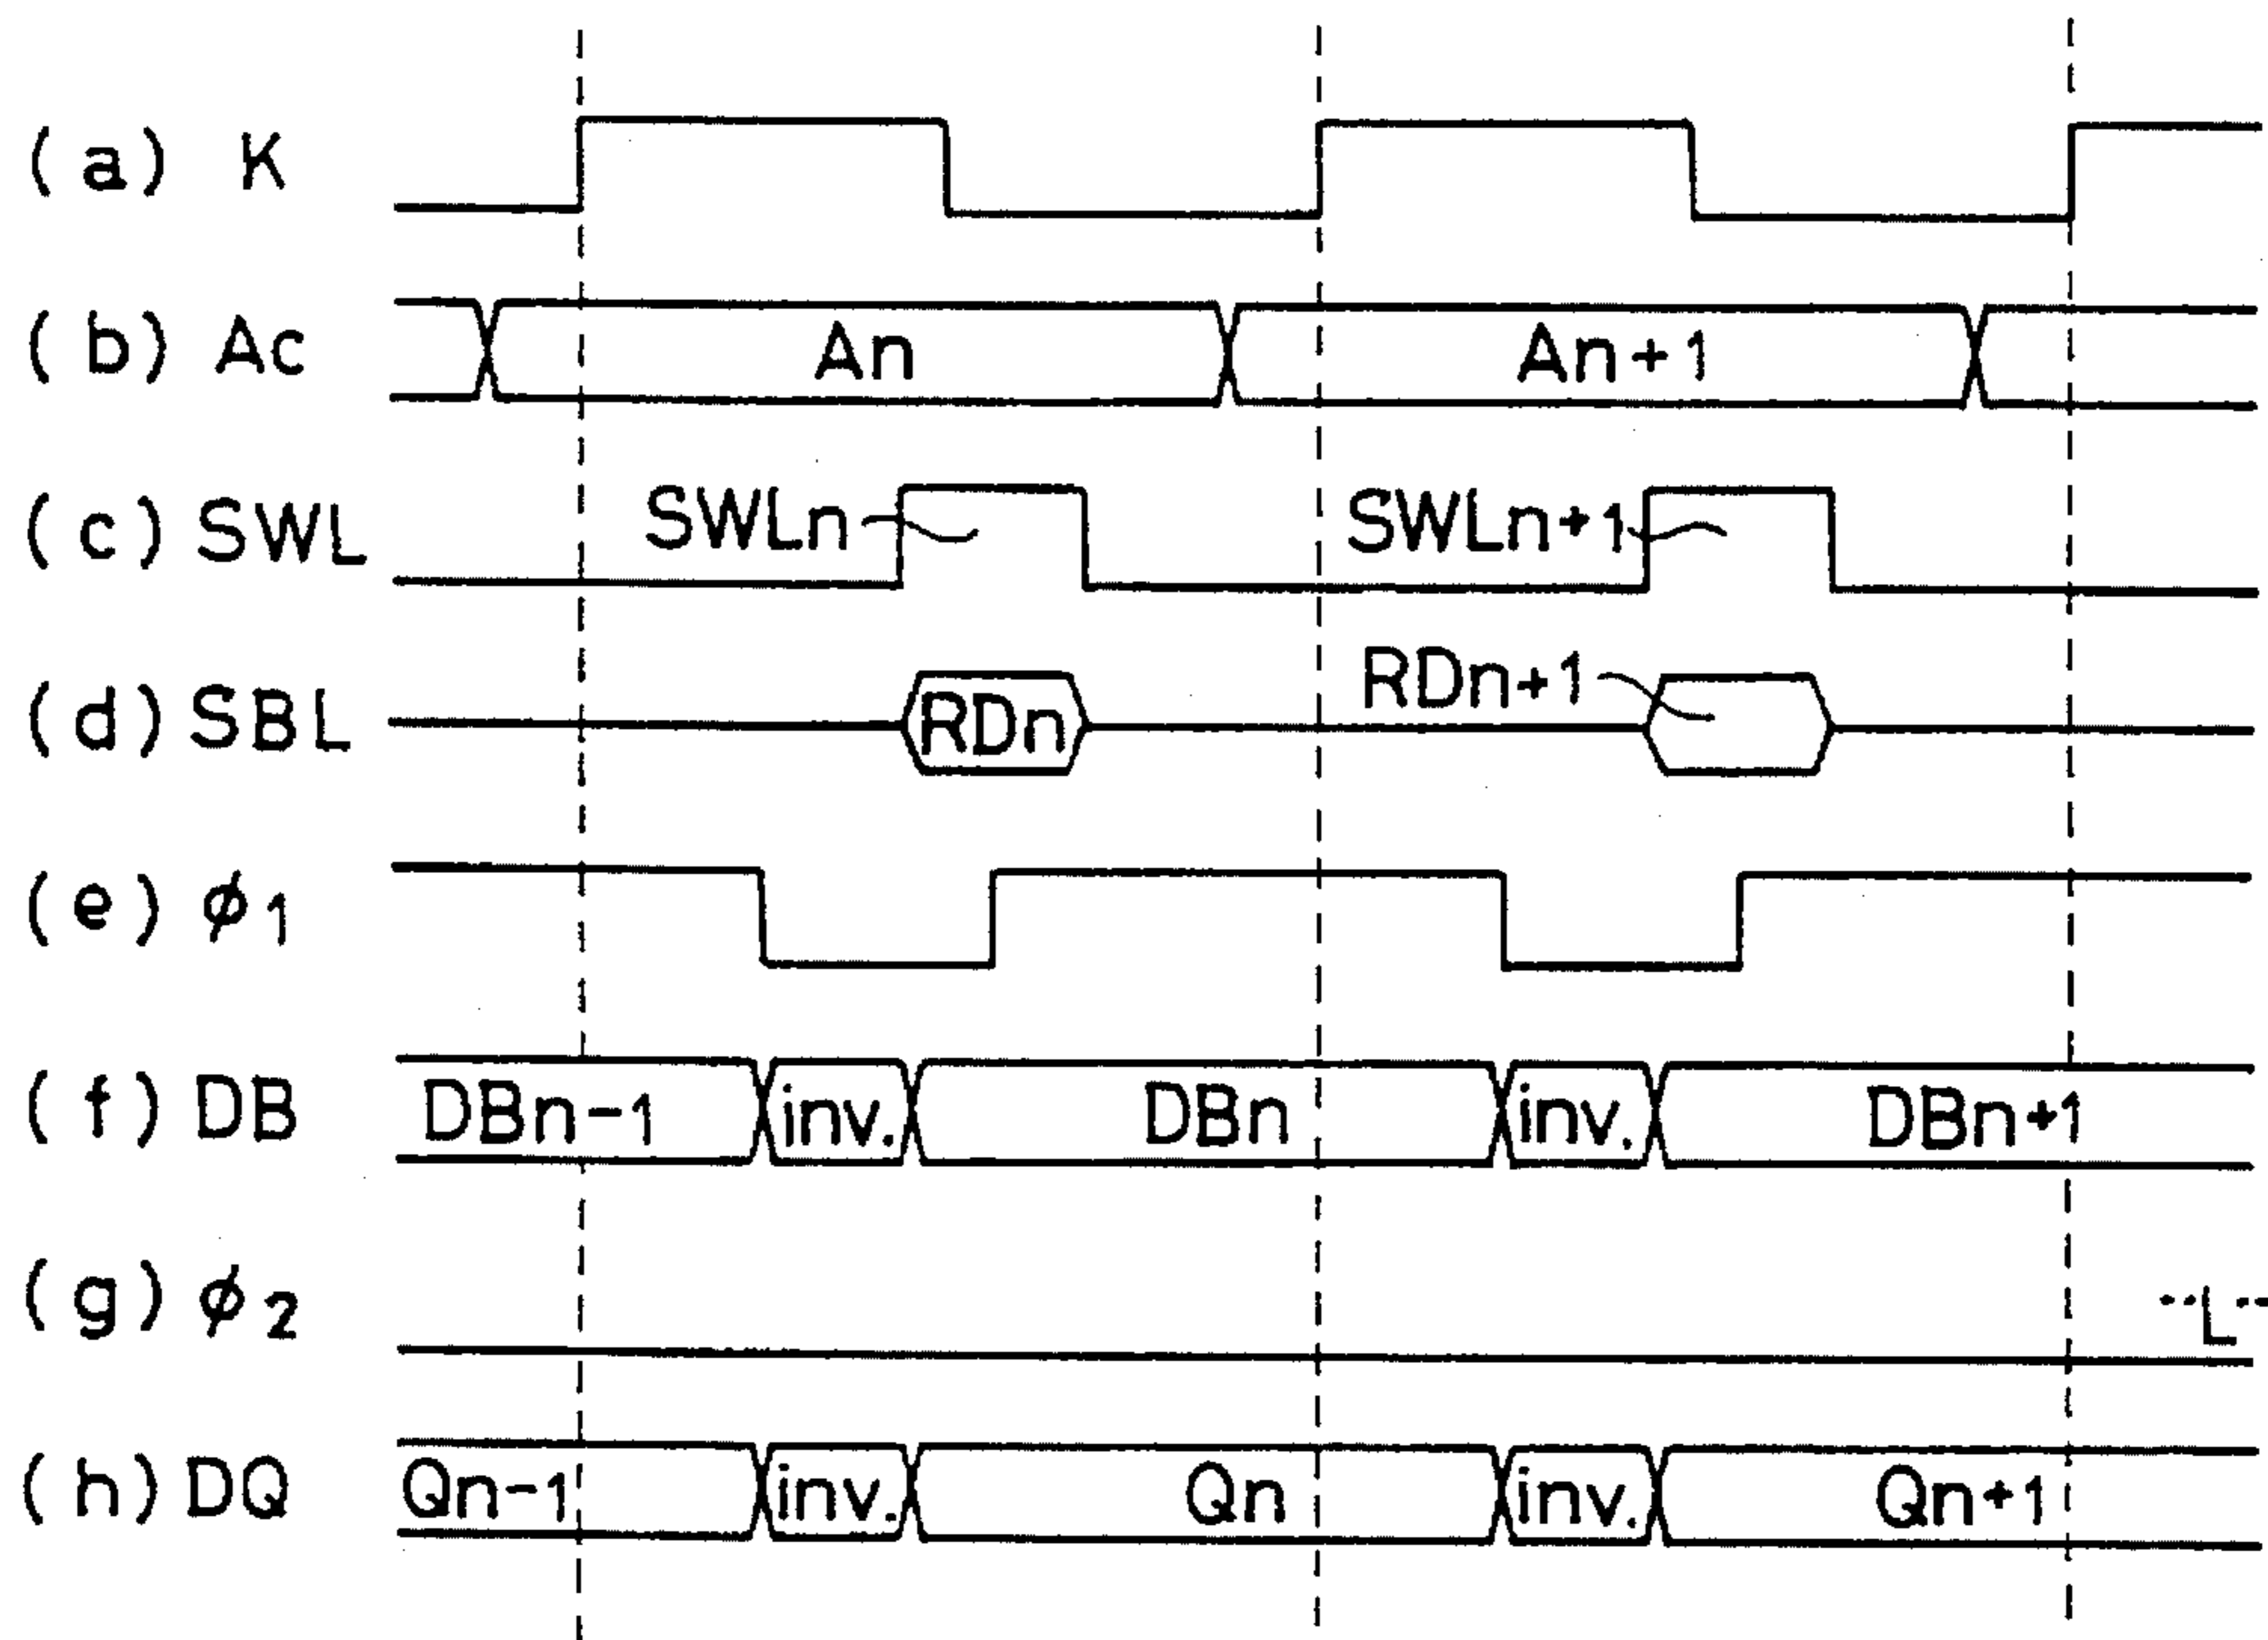 (a) K
(b) Ac An An+1
(c) SWL SWLn SWLn+1
(d) SBL RDn RDn+1
(e) φ1
(f) DB DBn-1 inv. DBn inv. DBn+1
(g) φ2 "L"
(h) DQ Qn-1 inv. Qn inv. Qn+1